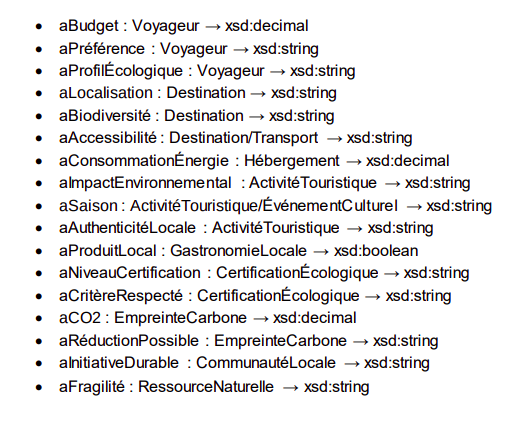 • aBudget : Voyageur → xsd:decimal
• aPréférence : Voyageur → xsd:string
• aProfilÉcologique : Voyageur → xsd:string
• aLocalisation : Destination → xsd:string
• aBiodiversité : Destination → xsd:string
• aAccessibilité : Destination/Transport → xsd:string
• aConsommationÉnergie : Hébergement → xsd:decimal
• aImpactEnvironnemental : ActivitéTouristique → xsd:string
• aSaison : ActivitéTouristique/ÉvénementCulturel → xsd:string
• aAuthenticitéLocale : ActivitéTouristique → xsd:string
• aProduitLocal : GastronomieLocale → xsd:boolean
• aNiveauCertification : CertificationÉcologique → xsd:string
• aCritèreRespecté : CertificationÉcologique → xsd:string
• aCO2 : EmpreinteCarbone → xsd:decimal
• aRéductionPossible : EmpreinteCarbone → xsd:string
• aInitiativeDurable : CommunautéLocale → xsd:string
• aFragilité : RessourceNaturelle → xsd:string